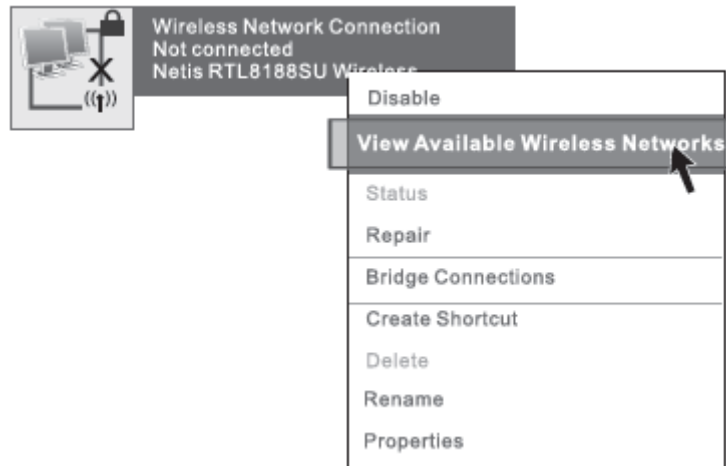 Wireless Network Connection
Not connected
Netis RTL8188SU Wireless
Disable
View Available Wireless Networks
Status
Repair
Bridge Connections
Create Shortcut
Delete
Rename
Properties